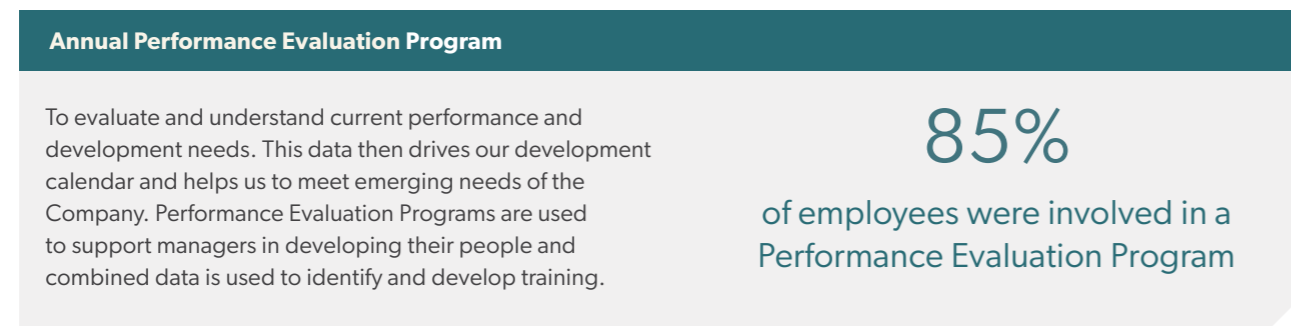 Annual Performance Evaluation Program
To evaluate and understand current performance and
development needs. This data then drives our development
calendar and helps us to meet emerging needs of the
Company. Performance Evaluation Programs are used
to support managers in developing their people and
combined data is used to identify and develop training.
85%
of employees were involved in a
Performance Evaluation Program